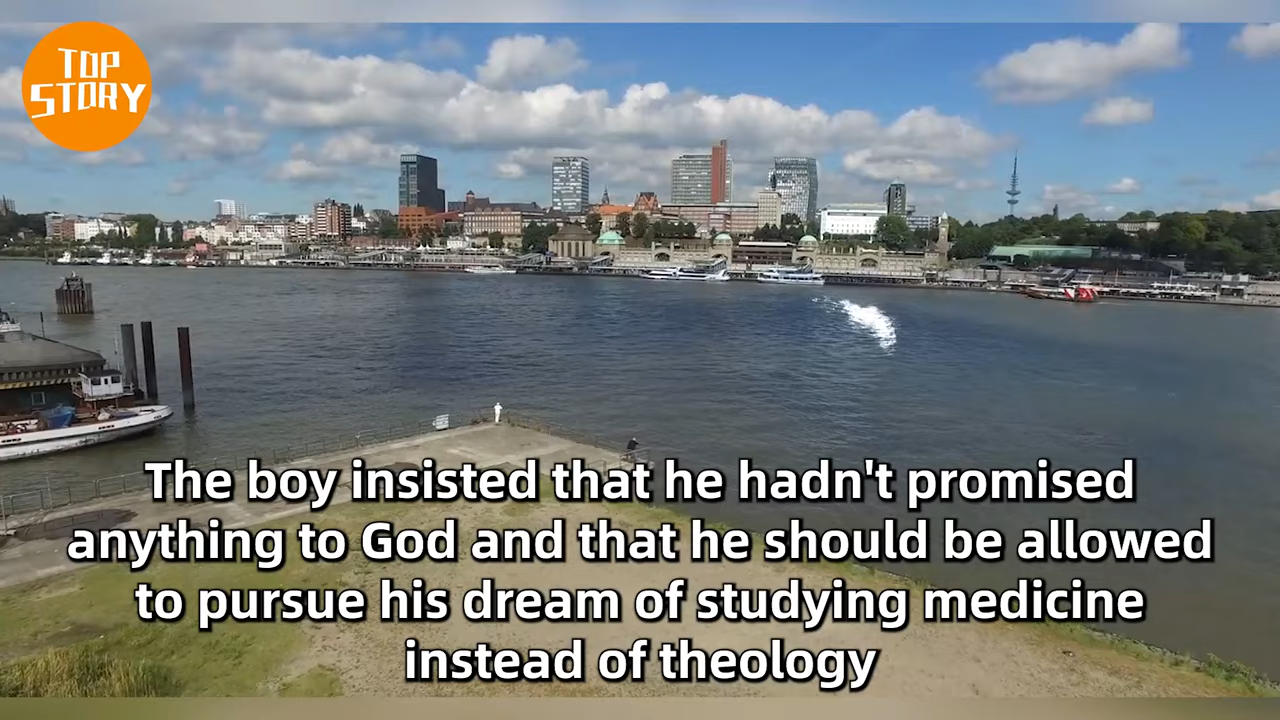 TOP
STORY
The boy insisted that he hadn't promised
anything to God and that he should be allowed
to pursue his dream of studying medicine
instead of theology